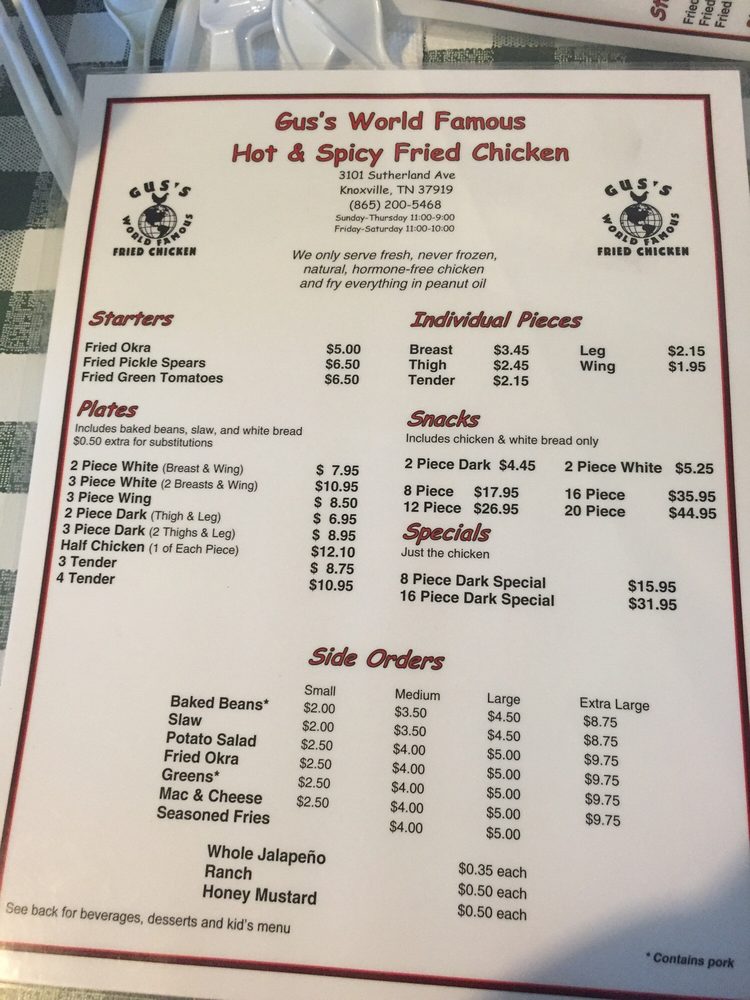 Gus's World Famous
Hot & Spicy Fried Chicken
3101 Sutherland Ave
Knoxville, TN 37919
(865) 200-5468
Sunday-Thursday 11:00-9:00
Friday-Saturday 11:00-10:00
GUS'S
WORLD FAMOUS
FRIED CHICKEN
GUS'S
WORLD FAMOUS
FRIED CHICKEN
We only serve fresh, never frozen,
natural, hormone-free chicken
and fry everything in peanut oil
Starters
Fried Okra $5.00
Fried Pickle Spears $6.50
Fried Green Tomatoes $6.50
Plates
Includes baked beans, slaw, and white bread
$0.50 extra for substitutions
2 Piece White (Breast & Wing) $ 7.95
3 Piece White (2 Breasts & Wing) $10.95
3 Piece Wing $ 8.50
2 Piece Dark (Thigh & Leg) $ 6.95
3 Piece Dark (2 Thighs & Leg) $ 8.95
Half Chicken (1 of Each Piece) $12.10
3 Tender $ 8.75
4 Tender $10.95
Individual Pieces
Breast $3.45 Leg $2.15
Thigh $2.45 Wing $1.95
Tender $2.15
Snacks
Includes chicken & white bread only
2 Piece Dark $4.45 2 Piece White $5.25
8 Piece $17.95 16 Piece $35.95
12 Piece $26.95 20 Piece $44.95
Specials
Just the chicken
8 Piece Dark Special $15.95
16 Piece Dark Special $31.95
Side Orders
Small Medium Large Extra Large
Baked Beans* $2.00 $3.50 $4.50 $8.75
Slaw $2.00 $3.50 $4.50 $8.75
Potato Salad $2.50 $4.00 $5.00 $9.75
Fried Okra $2.50 $4.00 $5.00 $9.75
Greens* $2.50 $4.00 $5.00 $9.75
Mac & Cheese $2.50 $4.00 $5.00 $9.75
Seasoned Fries $4.00 $5.00
Whole Jalapeño $0.35 each
Ranch $0.50 each
Honey Mustard $0.50 each
See back for beverages, desserts and kid's menu
* Contains pork
Fried
Fried